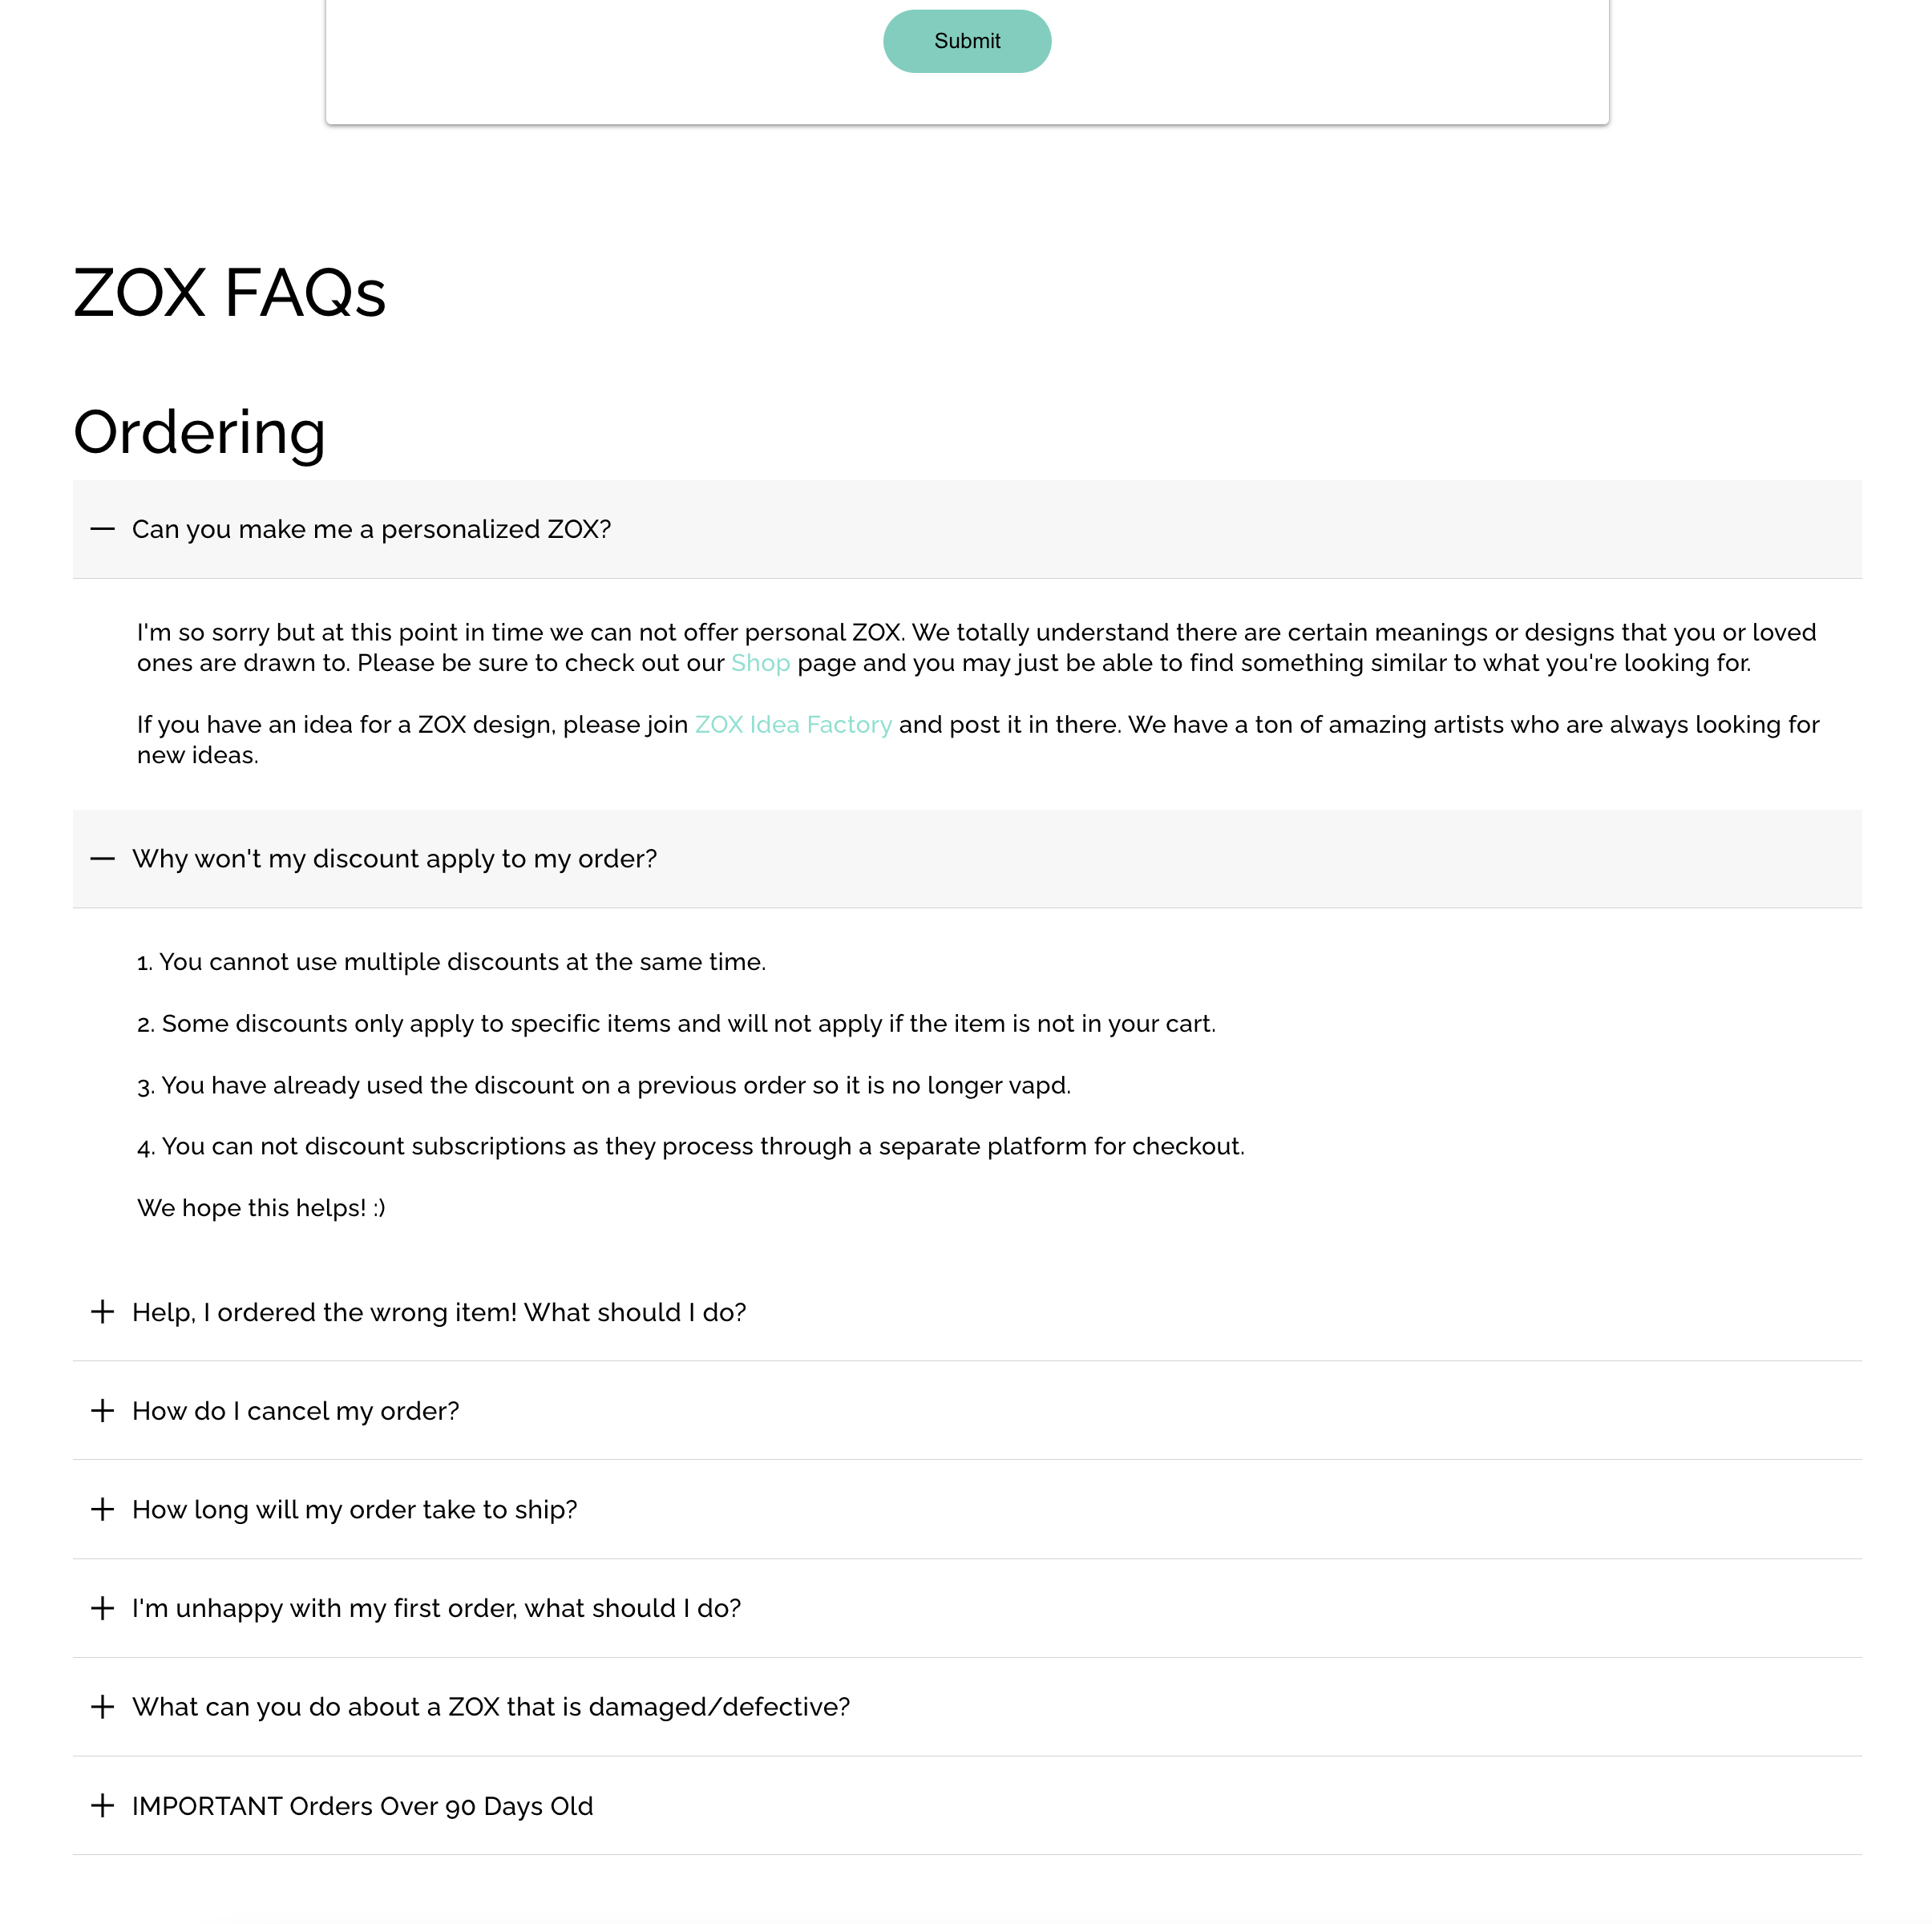 Submit
ZOX FAQs
Ordering
Can you make me a personalized ZOX?
I'm so sorry but at this point in time we can not offer personal ZOX. We totally understand there are certain meanings or designs that you or loved
ones are drawn to. Please be sure to check out our Shop page and you may just be able to find something similar to what you're looking for.
If you have an idea for a ZOX design, please join ZOX Idea Factory and post it in there. We have a ton of amazing artists who are always looking for
new ideas.
Why won't my discount apply to my order?
1. You cannot use multiple discounts at the same time.
2. Some discounts only apply to specific items and will not apply if the item is not in your cart.
3. You have already used the discount on a previous order so it is no longer vapd.
4. You can not discount subscriptions as they process through a separate platform for checkout.
We hope this helps! :)
Help, I ordered the wrong item! What should I do?
How do I cancel my order?
How long will my order take to ship?
I'm unhappy with my first order, what should I do?
What can you do about a ZOX that is damaged/defective?
IMPORTANT Orders Over 90 Days Old